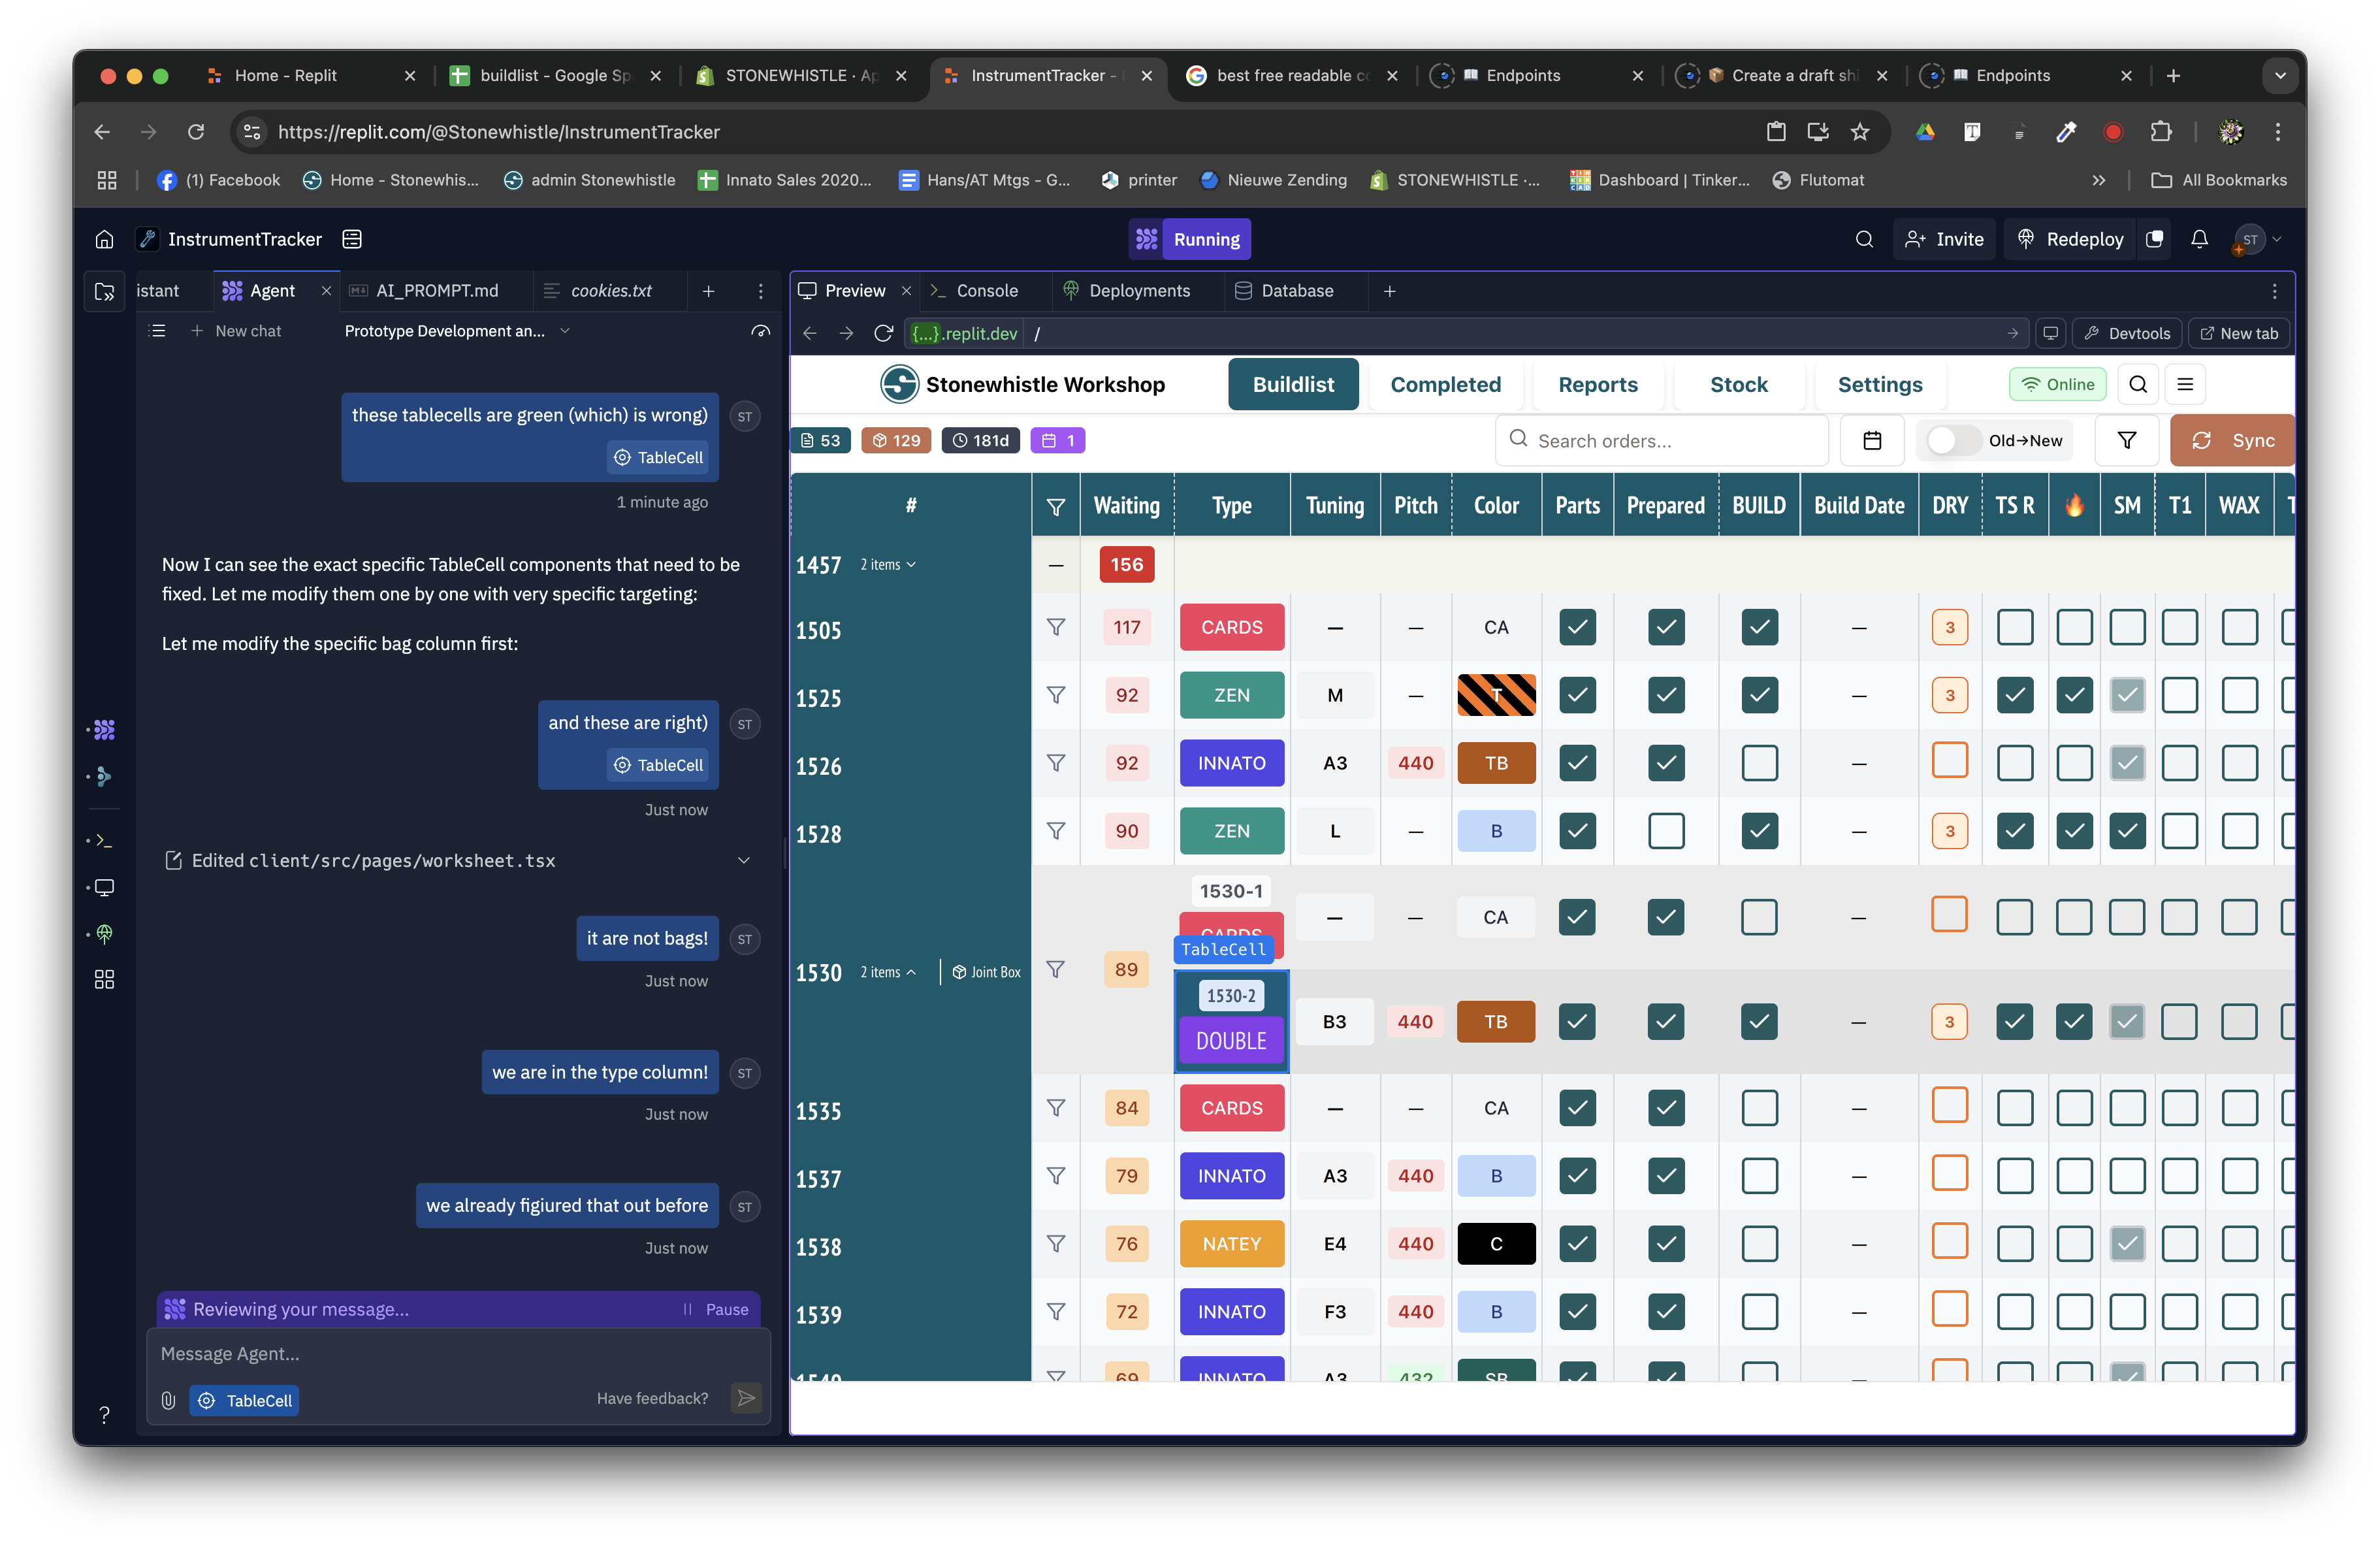 Home - Replit
buildlist - Google Sp
STONEWHISTLE · Ap
InstrumentTracker -
best free readable co
Endpoints
Create a draft shi
Endpoints
https://replit.com/@Stonewhistle/InstrumentTracker
(1) Facebook
Home - Stonewhis...
admin Stonewhistle
Innato Sales 2020...
Hans/AT Mtgs - G...
printer
Nieuwe Zending
STONEWHISTLE ·...
Dashboard | Tinker...
Flutomat
All Bookmarks
InstrumentTracker
Running
Invite
Redeploy
ST
istant
Agent
AI_PROMPT.md
cookies.txt
New chat
Prototype Development an...
these tablecells are green (which) is wrong)
TableCell
ST
1 minute ago
Now I can see the exact specific TableCell components that need to be
fixed. Let me modify them one by one with very specific targeting:
Let me modify the specific bag column first:
and these are right)
TableCell
ST
Just now
Edited client/src/pages/worksheet.tsx
it are not bags!
ST
Just now
we are in the type column!
ST
Just now
we already figiured that out before
ST
Just now
Reviewing your message...
Pause
Message Agent...
TableCell
Have feedback?
Preview
Console
Deployments
Database
{...}.replit.dev /
Devtools
New tab
Stonewhistle Workshop
Buildlist
Completed
Reports
Stock
Settings
Online
53
129
181d
1
Search orders...
Old→New
Sync
# Waiting Type Tuning Pitch Color Parts Prepared BUILD Build Date DRY TS R 🔥 SM T1 WAX T
1457 2 items — 156
1505 117 CARDS — — CA — 3
1525 92 ZEN M — T — 3
1526 92 INNATO A3 440 TB —
1528 90 ZEN L — B — 3
1530-1
CARDS — — CA —
TableCell
1530 2 items Joint Box 89
1530-2
DOUBLE B3 440 TB — 3
1535 84 CARDS — — CA —
1537 79 INNATO A3 440 B —
1538 76 NATEY E4 440 C —
1539 72 INNATO F3 440 B —
1540 69 INNATO A3 432 SB